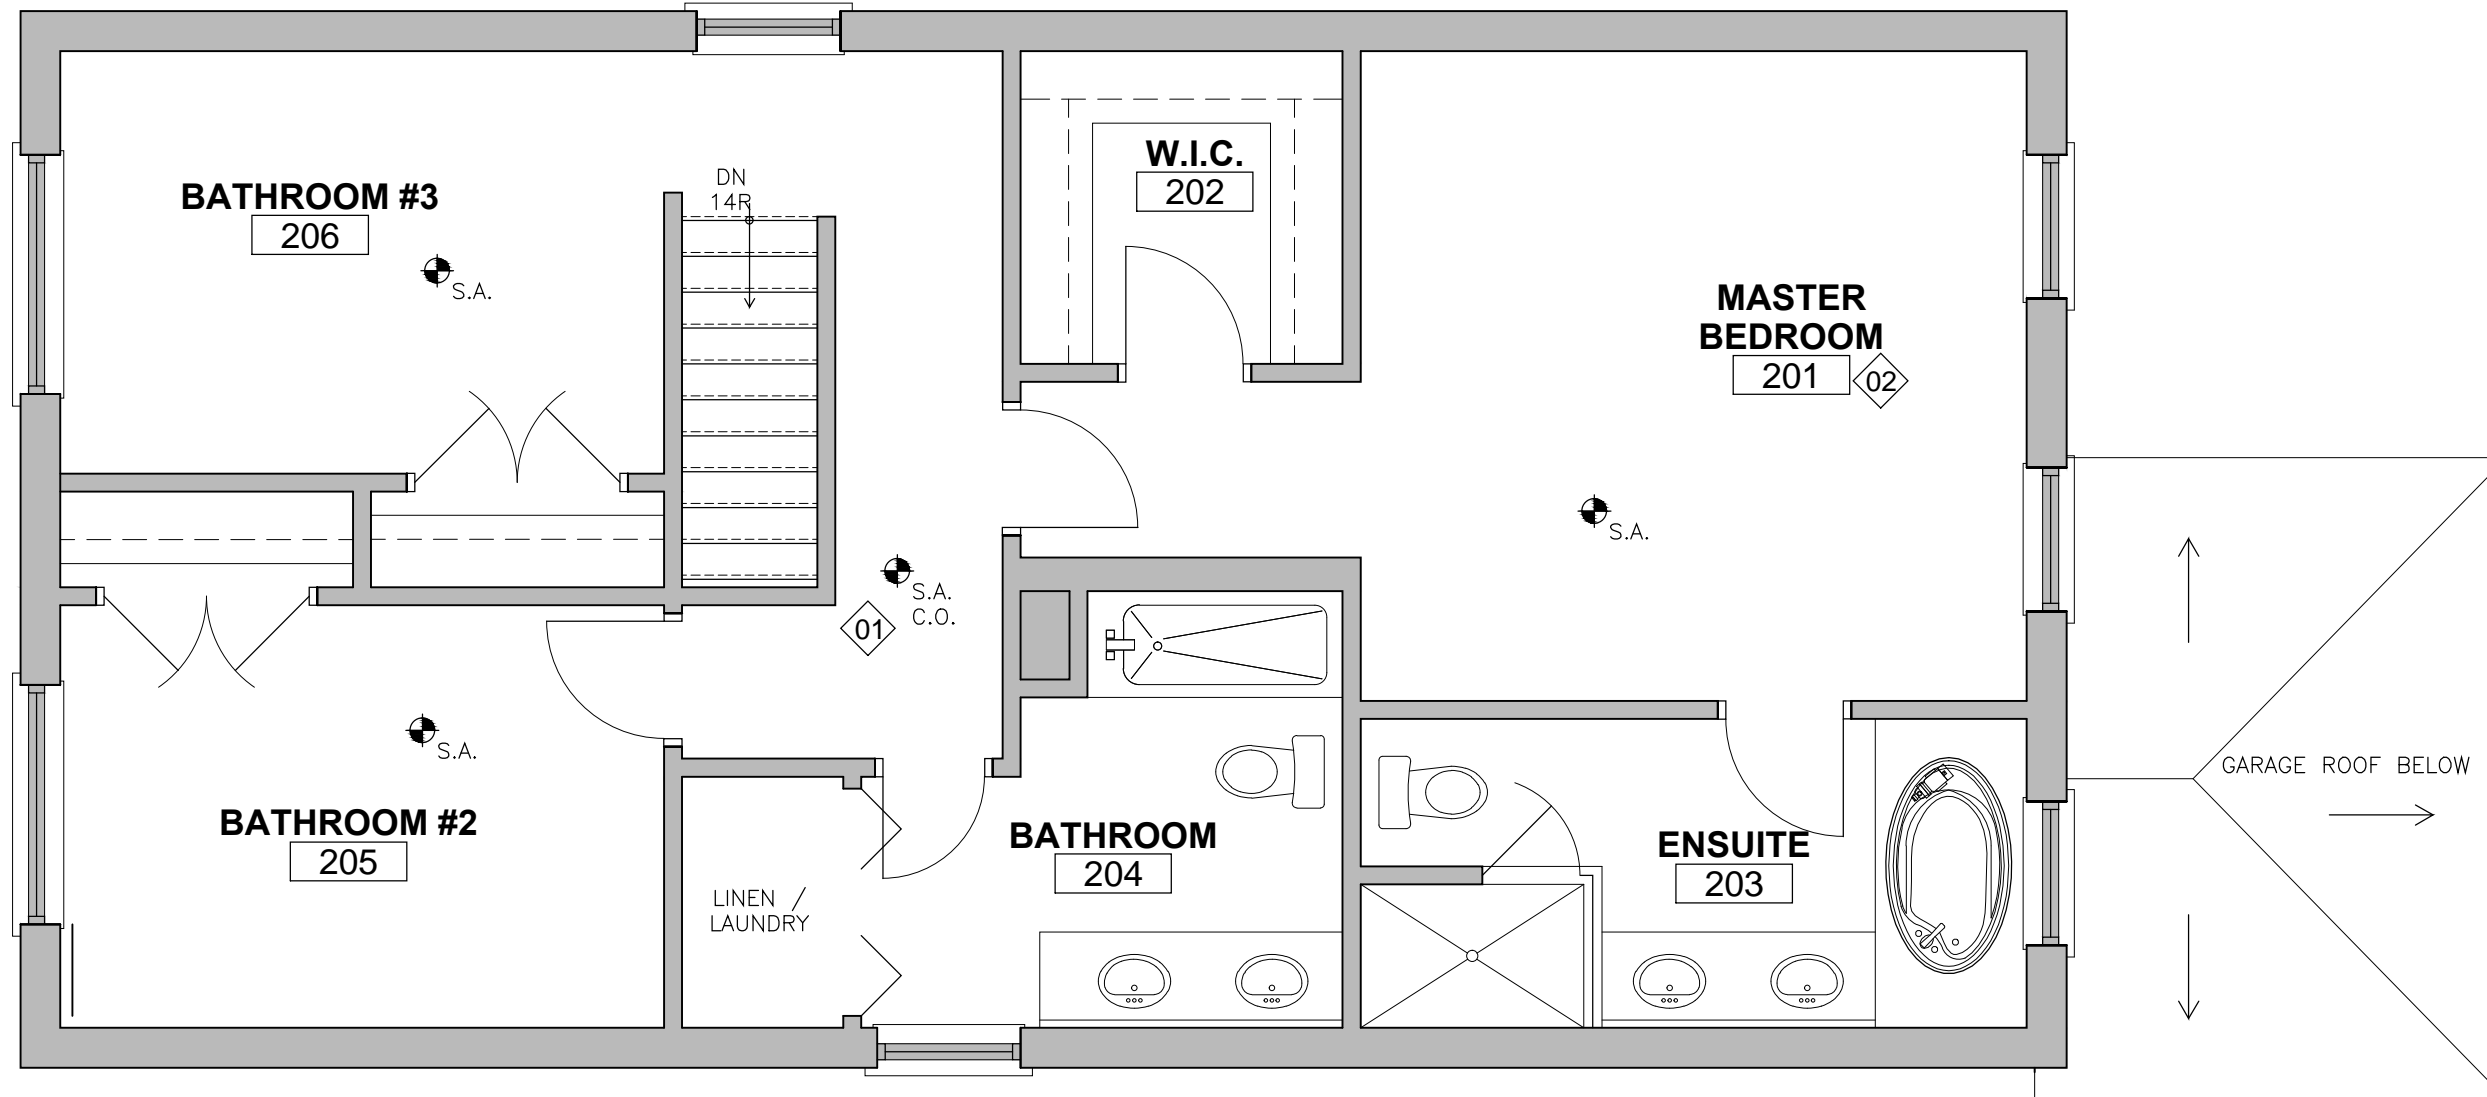 BATHROOM #3
206
S.A.
DN
14R
W.I.C.
202
MASTER
BEDROOM
201
02
S.A.
S.A.
C.O.
01
S.A.
BATHROOM #2
205
LINEN /
LAUNDRY
BATHROOM
204
ENSUITE
203
GARAGE ROOF BELOW